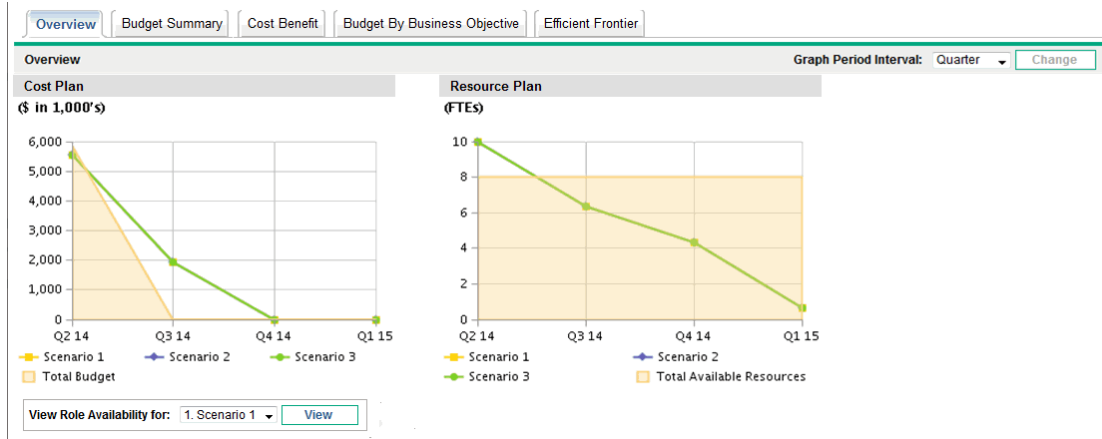 Overview Budget Summary Cost Benefit Budget By Business Objective Efficient Frontier
Overview Graph Period Interval: Quarter Change
Cost Plan
($ in 1,000's)
6,000
5,000
4,000
3,000
2,000
1,000
0
Q2 14 Q3 14 Q4 14 Q1 15
Scenario 1 Scenario 2 Scenario 3
Total Budget
Resource Plan
(FTEs)
10
8
6
4
2
0
Q2 14 Q3 14 Q4 14 Q1 15
Scenario 1 Scenario 2
Scenario 3 Total Available Resources
View Role Availability for: 1. Scenario 1 View